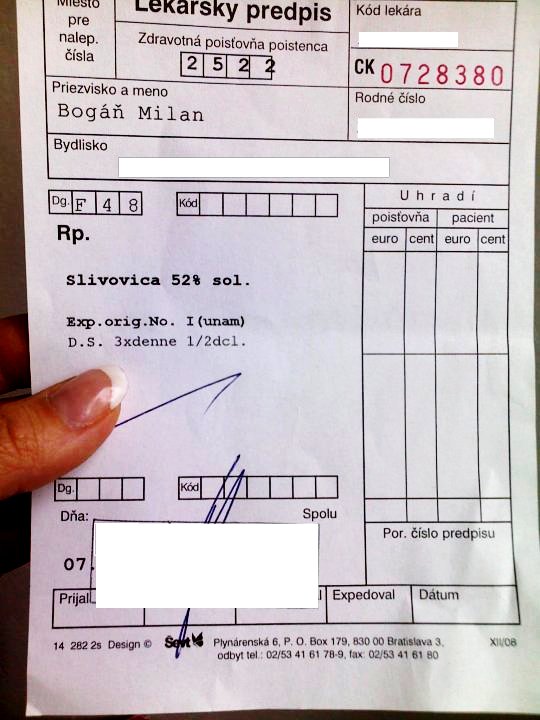 Miesto
pre
nalep.
čísla
Lekársky predpis
Zdravotná poisťovňa poistenca
2 5 2 2
Kód lekára
CK 0728380
Priezvisko a meno
Bogáň Milan
Rodné číslo
Bydlisko
Dg. F 4 8
Kód
Uhradí
poisťovňa pacient
euro cent euro cent
Rp.
Slivovica 52% sol.
Exp.orig.No. I(unam)
D.S. 3xdenne 1/2dcl.
Dg.
Kód
Dňa:
Spolu
07.
Por. číslo predpisu
Prijal
Expedoval
Dátum
14 282 2s Design © Ševt Plynárenská 6, P. O. Box 179, 830 00 Bratislava 3, XII/08
odbyt tel.: 02/53 41 61 78-9, fax: 02/53 41 61 80